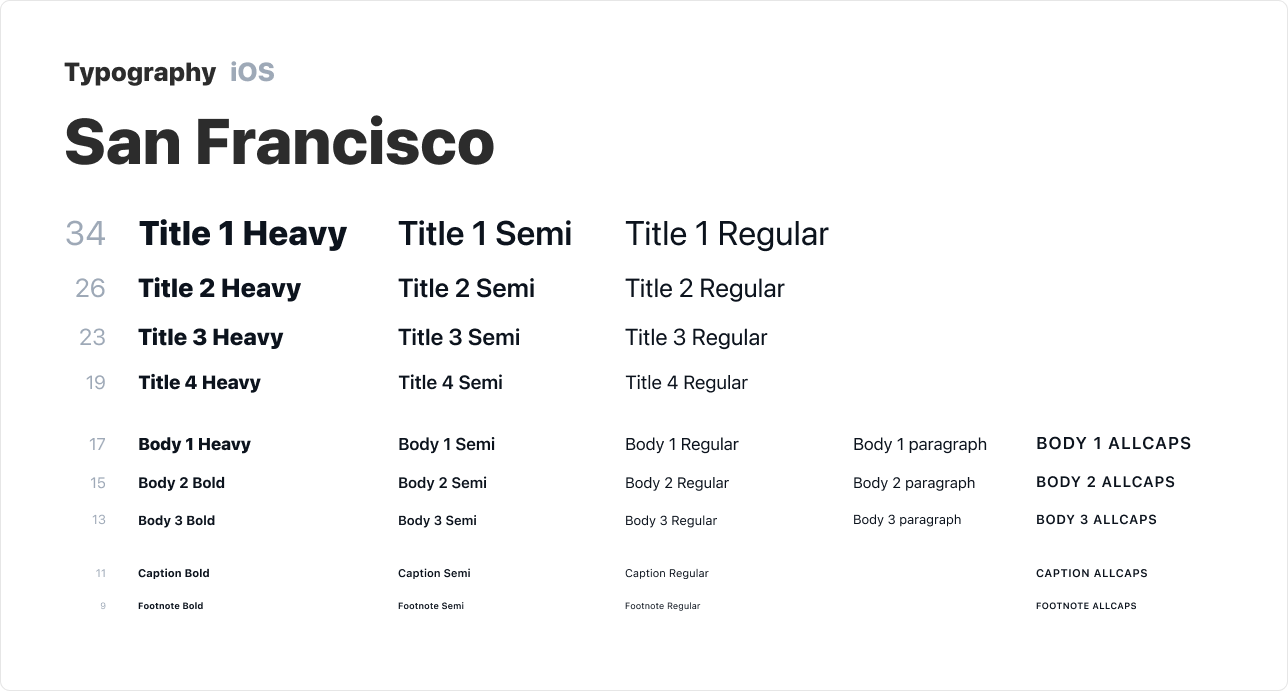 Typography iOS
San Francisco
34 Title 1 Heavy Title 1 Semi Title 1 Regular
26 Title 2 Heavy Title 2 Semi Title 2 Regular
23 Title 3 Heavy Title 3 Semi Title 3 Regular
19 Title 4 Heavy Title 4 Semi Title 4 Regular
17 Body 1 Heavy Body 1 Semi Body 1 Regular Body 1 paragraph BODY 1 ALLCAPS
15 Body 2 Bold Body 2 Semi Body 2 Regular Body 2 paragraph BODY 2 ALLCAPS
13 Body 3 Bold Body 3 Semi Body 3 Regular Body 3 paragraph BODY 3 ALLCAPS
11 Caption Bold Caption Semi Caption Regular CAPTION ALLCAPS
9 Footnote Bold Footnote Semi Footnote Regular FOOTNOTE ALLCAPS